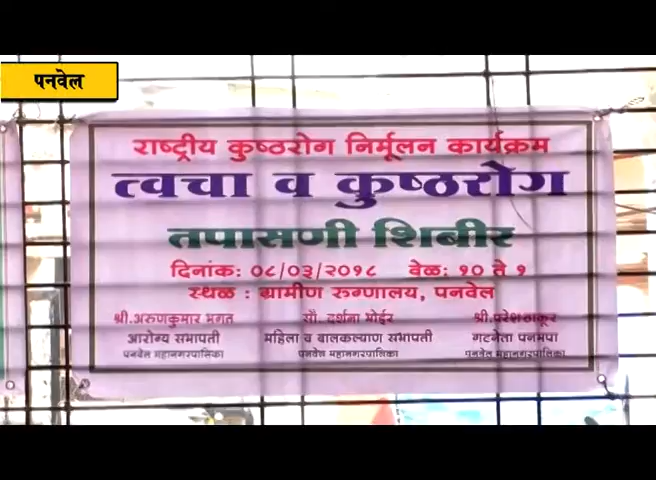 पनवेल
राष्ट्रीय कुष्ठरोग निर्मूलन कार्यक्रम
त्वचा व कुष्ठरोग
तपासणी शिबीर
दिनांक: ०८/०३/२०१८ वेळ: १० ते १
स्थळ : ग्रामीण रुग्णालय, पनवेल
श्री.अरुणकुमार भगत सौ. दर्शना भोईर श्री.परेश ठाकूर
आरोग्य सभापती महिला व बालकल्याण सभापती गटनेता पनमपा
पनवेल महानगरपालिका पनवेल महानगरपालिका पनवेल महानगरपालिका